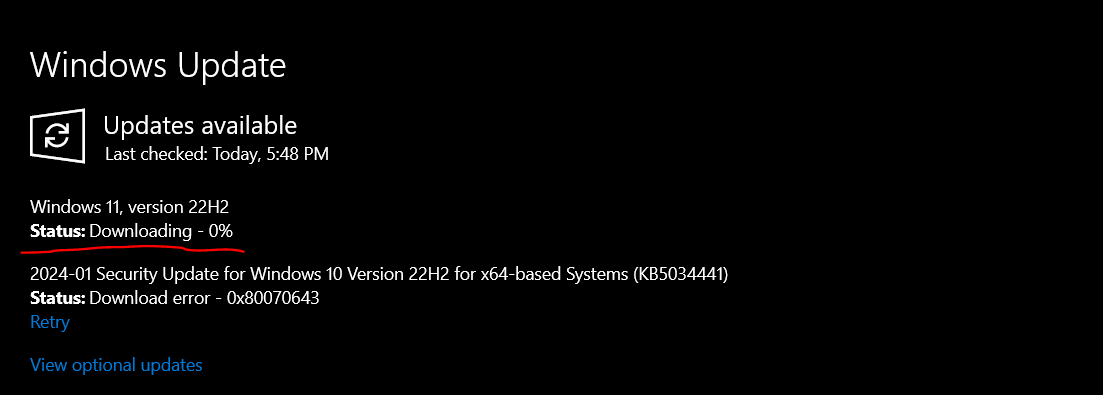 Windows Update
Updates available
Last checked: Today, 5:48 PM
Windows 11, version 22H2
Status: Downloading - 0%
2024-01 Security Update for Windows 10 Version 22H2 for x64-based Systems (KB5034441)
Status: Download error - 0x80070643
Retry
View optional updates